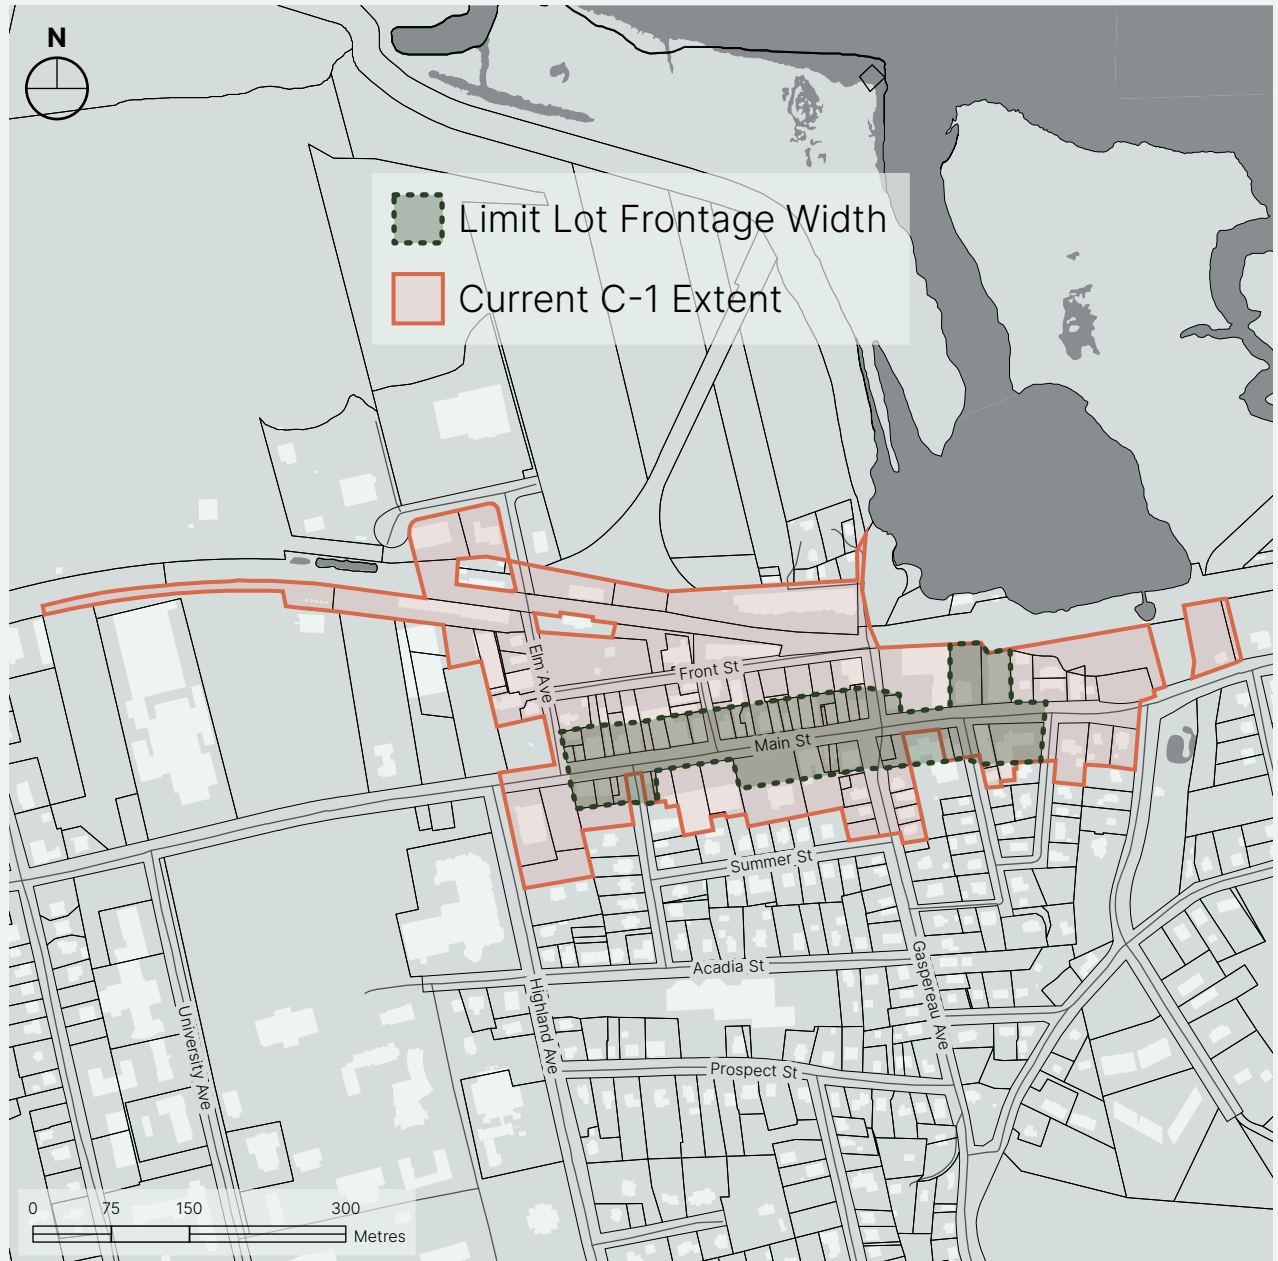 N
Limit Lot Frontage Width
Current C-1 Extent
Elm Ave
Front St
Main St
Summer St
Acadia St
Gaspereau Ave
Highland Ave
University Ave
Prospect St
0 75 150 300
Metres